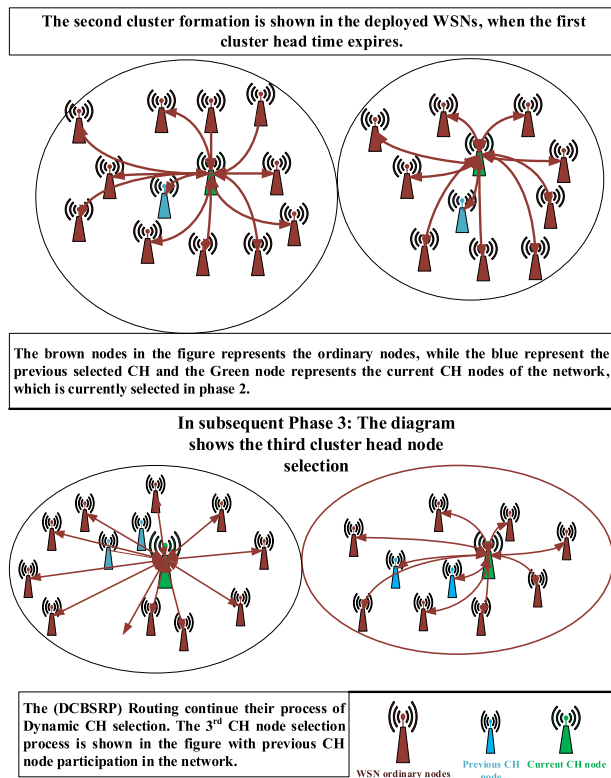 The second cluster formation is shown in the deployed WSNs, when the first
cluster head time expires.
The brown nodes in the figure represents the ordinary nodes, while the blue represent the
previous selected CH and the Green node represents the current CH nodes of the network,
which is currently selected in phase 2.
In subsequent Phase 3: The diagram
shows the third cluster head node
selection
The (DCBSRP) Routing continue their process of
Dynamic CH selection. The 3rd CH node selection
process is shown in the figure with previous CH
node participation in the network.
WSN ordinary nodes
Previous CH
node
Current CH node